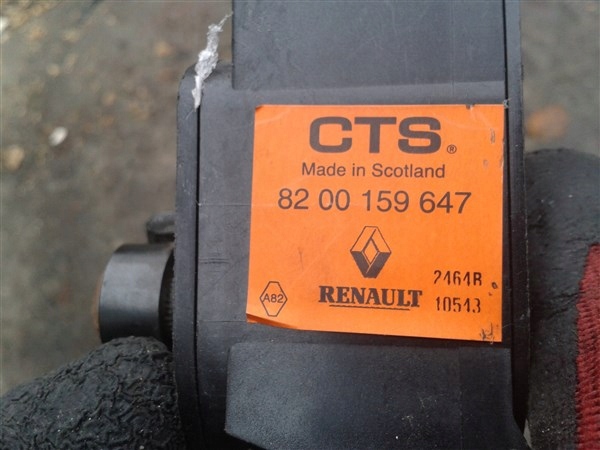 CTS®
Made in Scotland
82 00 159 647
2464B
A82 RENAULT 10543